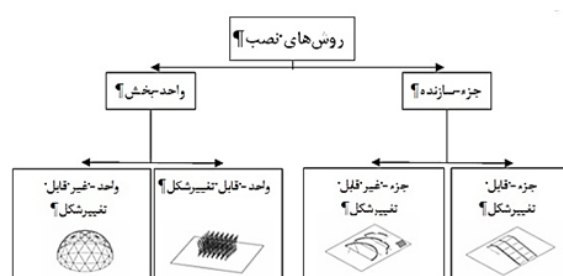 روش‌های نصب¶
جزء-سازنده¶
واحد-بخش¶
جزء - قابل
تغییرشکل¶
جزء - غیر قابل
تغییرشکل¶
واحد - قابل تغییرشکل¶
واحد - غیر قابل
تغییرشکل¶